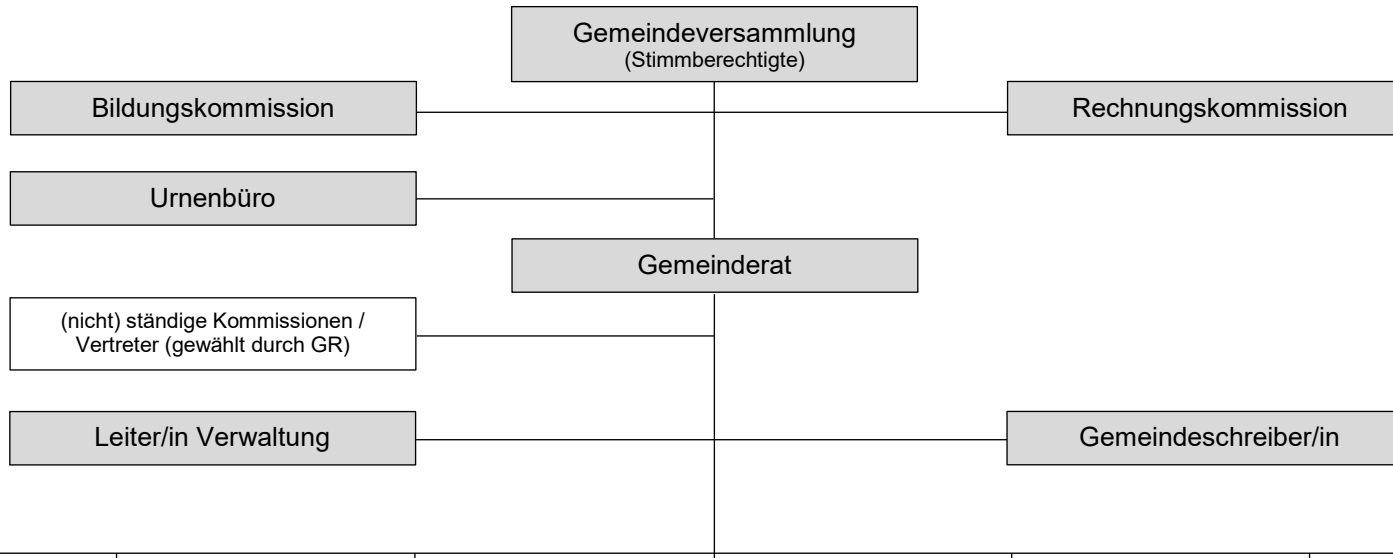 Gemeindeversammlung
(Stimmberechtigte)
Bildungskommission
Rechnungskommission
Urnenbüro
Gemeinderat
(nicht) ständige Kommissionen /
Vertreter (gewählt durch GR)
Leiter/in Verwaltung
Gemeindeschreiber/in